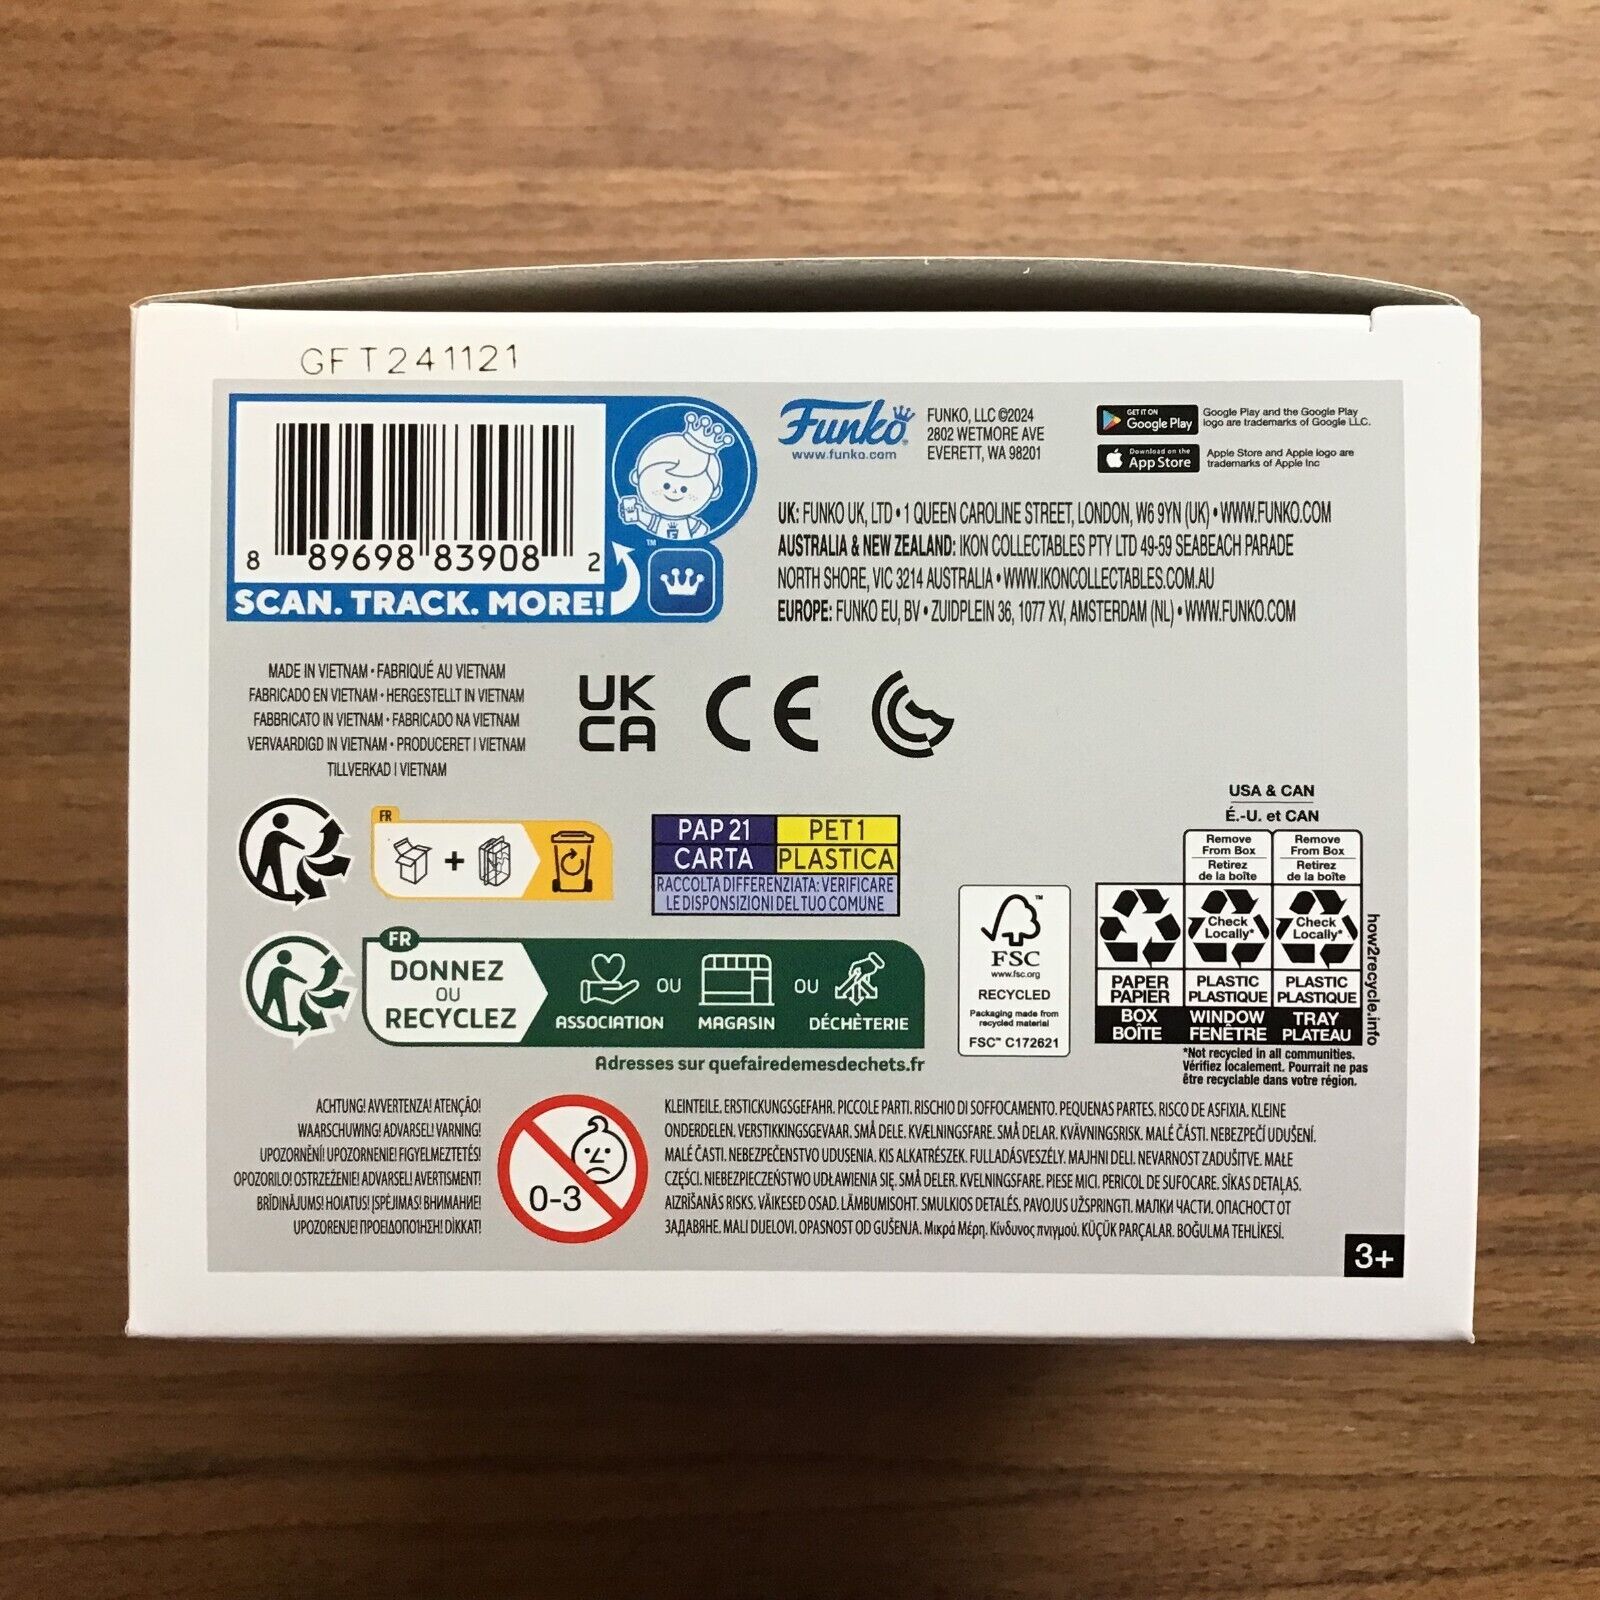 GFT241121
8 89698 83908 2
SCAN. TRACK. MORE!
™
Funko
www.funko.com
FUNKO, LLC ©2024
2802 WETMORE AVE
EVERETT, WA 98201
GET IT ON
Google Play
Google Play and the Google Play
logo are trademarks of Google LLC.
Download on the
App Store
Apple Store and Apple logo are
trademarks of Apple Inc
UK: FUNKO UK, LTD • 1 QUEEN CAROLINE STREET, LONDON, W6 9YN (UK) • WWW.FUNKO.COM
AUSTRALIA & NEW ZEALAND: IKON COLLECTABLES PTY LTD 49-59 SEABEACH PARADE
NORTH SHORE, VIC 3214 AUSTRALIA • WWW.IKONCOLLECTABLES.COM.AU
EUROPE: FUNKO EU, BV • ZUIDPLEIN 36, 1077 XV, AMSTERDAM (NL) • WWW.FUNKO.COM
MADE IN VIETNAM • FABRIQUÉ AU VIETNAM
FABRICADO EN VIETNAM • HERGESTELLT IN VIETNAM
FABBRICATO IN VIETNAM • FABRICADO NA VIETNAM
VERVAARDIGD IN VIETNAM • PRODUCERET I VIETNAM
TILLVERKAD I VIETNAM
UK
CA
CE
FR
+
PAP 21
CARTA
PET 1
PLASTICA
RACCOLTA DIFFERENZIATA: VERIFICARE
LE DISPONSIZIONI DEL TUO COMUNE
FR
DONNEZ
OU
RECYCLEZ
ASSOCIATION
OU
MAGASIN
OU
DÉCHÈTERIE
Adresses sur quefairedemesdechets.fr
™
FSC
www.fsc.org
RECYCLED
Packaging made from
recycled material
FSC™ C172621
USA & CAN
É.-U. et CAN
Remove
From Box
Retirez
de la boîte
Remove
From Box
Retirez
de la boîte
Check
Locally*
Check
Locally*
PAPER
PAPIER
PLASTIC
PLASTIQUE
PLASTIC
PLASTIQUE
BOX
BOÎTE
WINDOW
FENÊTRE
TRAY
PLATEAU
how2recycle.info
*Not recycled in all communities.
Vérifiez localement. Pourrait ne pas
être recyclable dans votre région.
ACHTUNG! AVVERTENZA! ATENÇÃO!
WAARSCHUWING! ADVARSEL! VARNING!
UPOZORNĚNÍ! UPOZORNENIE! FIGYELMEZTETÉS!
OPOZORILO! OSTRZEŻENIE! ADVARSEL! AVERTISMENT!
BRĪDINĀJUMS! HOIATUS! ĮSPĖJIMAS! ВНИМАНИЕ!
UPOZORENJE! ΠΡΟΕΙΔΟΠΟΙΗΣΗ! DİKKAT!
0-3
KLEINTEILE. ERSTICKUNGSGEFAHR. PICCOLE PARTI. RISCHIO DI SOFFOCAMENTO. PEQUENAS PARTES. RISCO DE ASFIXIA. KLEINE
ONDERDELEN. VERSTIKKINGSGEVAAR. SMÅ DELE. KVÆLNINGSFARE. SMÅ DELAR. KVÄVNINGSRISK. MALÉ ČÁSTI. NEBEZPEČÍ UDUŠENÍ.
MALÉ ČASTI. NEBEZPEČENSTVO UDUSENIA. KIS ALKATRÉSZEK. FULLADÁSVESZÉLY. MAJHNI DELI. NEVARNOST ZADUŠITVE. MAŁE
CZĘŚCI. NIEBEZPIECZEŃSTWO UDŁAWIENIA SIĘ. SMÅ DELER. KVELNINGSFARE. PIESE MICI. PERICOL DE SUFOCARE. SĪKAS DETAĻAS.
AIZRĪŠANĀS RISKS. VÄIKESED OSAD. LÄMBUMISOHT. SMULKIOS DETALĖS. PAVOJUS UŽSPRINGTI. МАЛКИ ЧАСТИ. ОПАСНОСТ ОТ
ЗАДАВЯНЕ. MALI DIJELOVI. OPASNOST OD GUŠENJA. Μικρά Μέρη. Κίνδυνος πνιγμού. KÜÇÜK PARÇALAR. BOĞULMA TEHLİKESİ.
3+